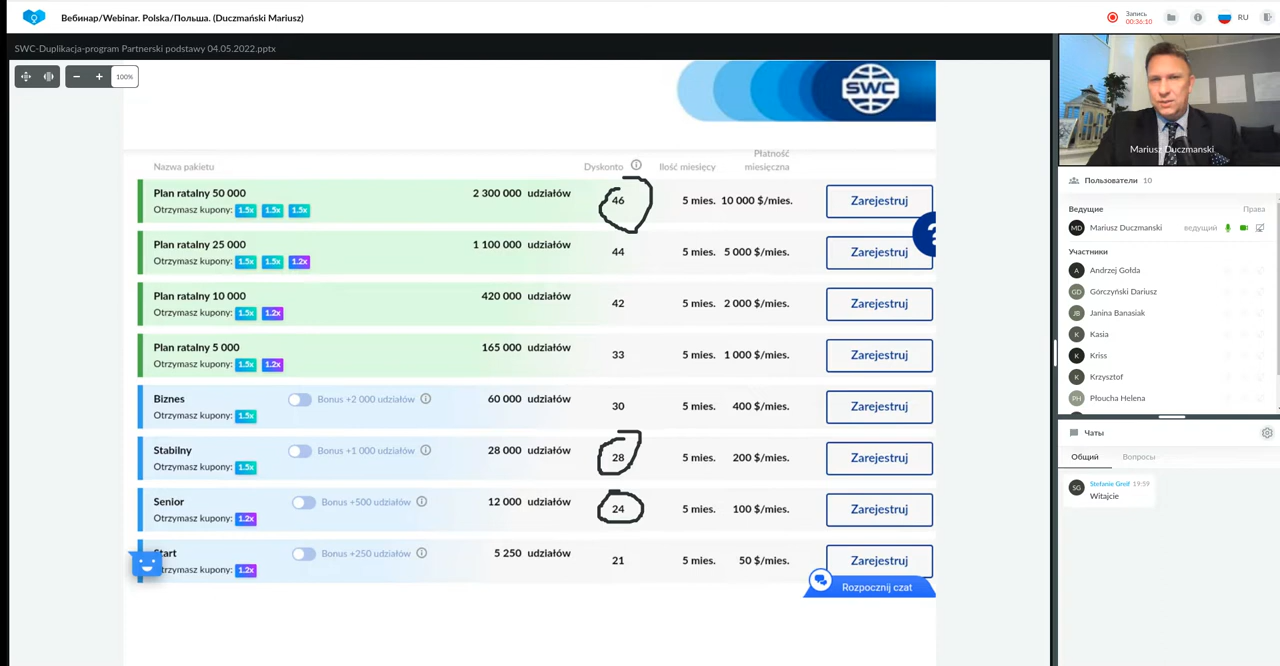 Вебинар/Webinar. Polska/Польша. (Duczmański Mariusz)
Запись
00:36:10
RU
SWC-Duplikacja-program Partnerski podstawy 04.05.2022.pptx
100%
SWC
Nazwa pakietu
Dyskonto
Ilość miesięcy
Płatność miesięczna
Plan ratalny 50 000
Otrzymasz kupony: 1.5x 1.5x 1.5x
2 300 000 udziałów
46
5 mies.
10 000 $/mies.
Zarejestruj
Plan ratalny 25 000
Otrzymasz kupony: 1.5x 1.5x 1.2x
1 100 000 udziałów
44
5 mies.
5 000 $/mies.
Zarejestruj
?
Plan ratalny 10 000
Otrzymasz kupony: 1.5x 1.2x
420 000 udziałów
42
5 mies.
2 000 $/mies.
Zarejestruj
Plan ratalny 5 000
Otrzymasz kupony: 1.5x 1.2x
165 000 udziałów
33
5 mies.
1 000 $/mies.
Zarejestruj
Biznes
Otrzymasz kupony: 1.5x
Bonus +2 000 udziałów
60 000 udziałów
30
5 mies.
400 $/mies.
Zarejestruj
Stabilny
Otrzymasz kupony: 1.5x
Bonus +1 000 udziałów
28 000 udziałów
28
5 mies.
200 $/mies.
Zarejestruj
Senior
Otrzymasz kupony: 1.2x
Bonus +500 udziałów
12 000 udziałów
24
5 mies.
100 $/mies.
Zarejestruj
tart
rzymasz kupony: 1.2x
Bonus +250 udziałów
5 250 udziałów
21
5 mies.
50 $/mies.
Zarejestruj
Rozpocznij czat
Mariusz Duczmanski
Пользователи 10
Ведущие
Права
MD Mariusz Duczmanski ведущий
Участники
A Andrzej Gołda
GD Górczyński Dariusz
JB Janina Banasiak
K Kasia
K Kriss
K Krzysztof
PH Płoucha Helena
Чаты
Общий
Вопросы
SG Stefanie Greif 19:59
Witajcie